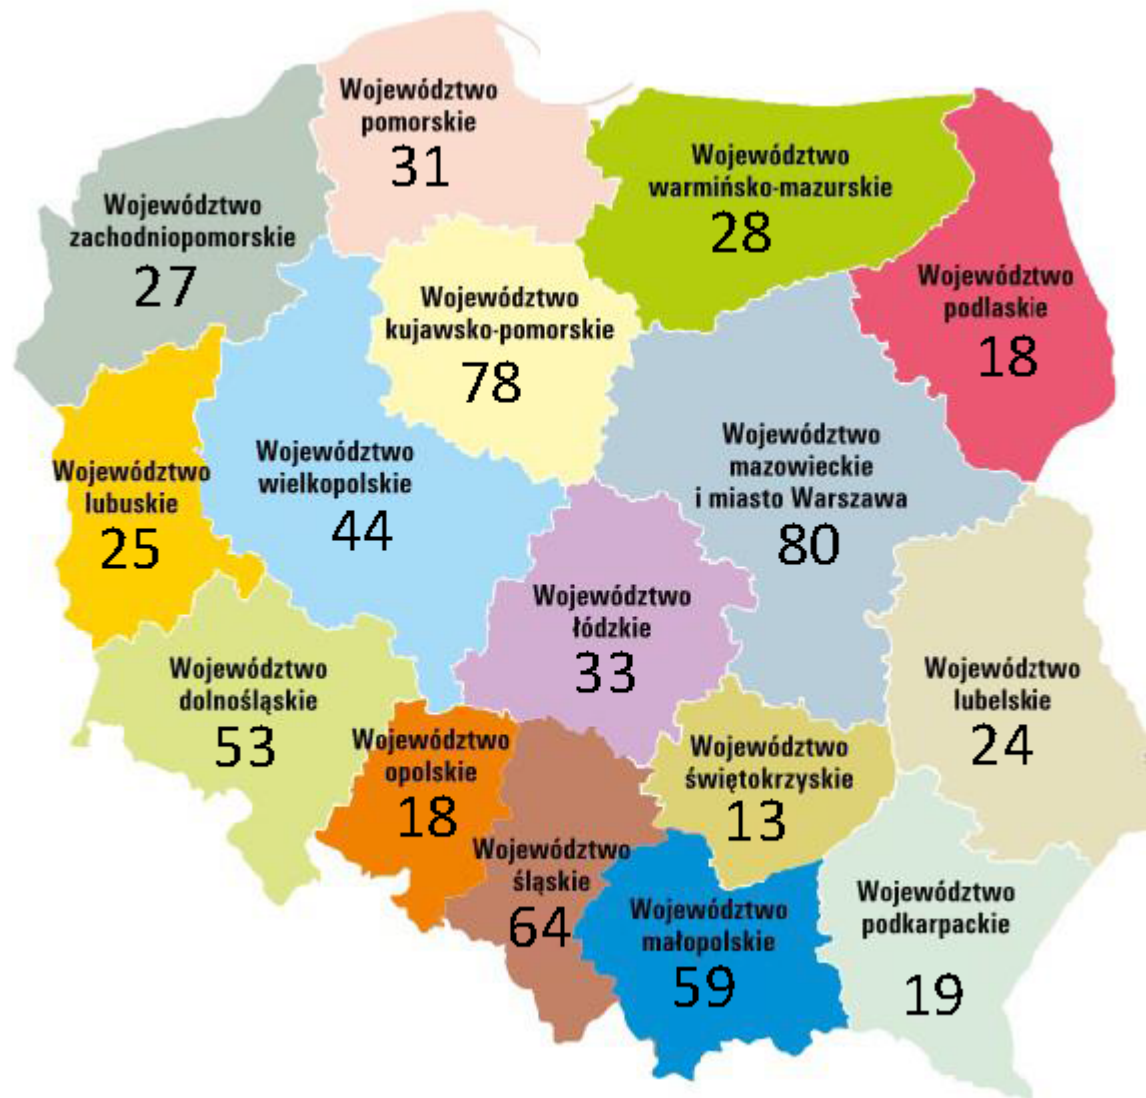 Województwo
pomorskie
31
Województwo
warmińsko-mazurskie
28
Województwo
zachodniopomorskie
27
Województwo
podlaskie
18
Województwo
kujawsko-pomorskie
78
Województwo
mazowieckie
i miasto Warszawa
80
Województwo
wielkopolskie
44
Województwo
lubuskie
25
Województwo
łódzkie
33
Województwo
dolnośląskie
53
Województwo
lubelskie
24
Województwo
opolskie
18
Województwo
świętokrzyskie
13
Województwo
śląskie
64
Województwo
małopolskie
59
Województwo
podkarpackie
19